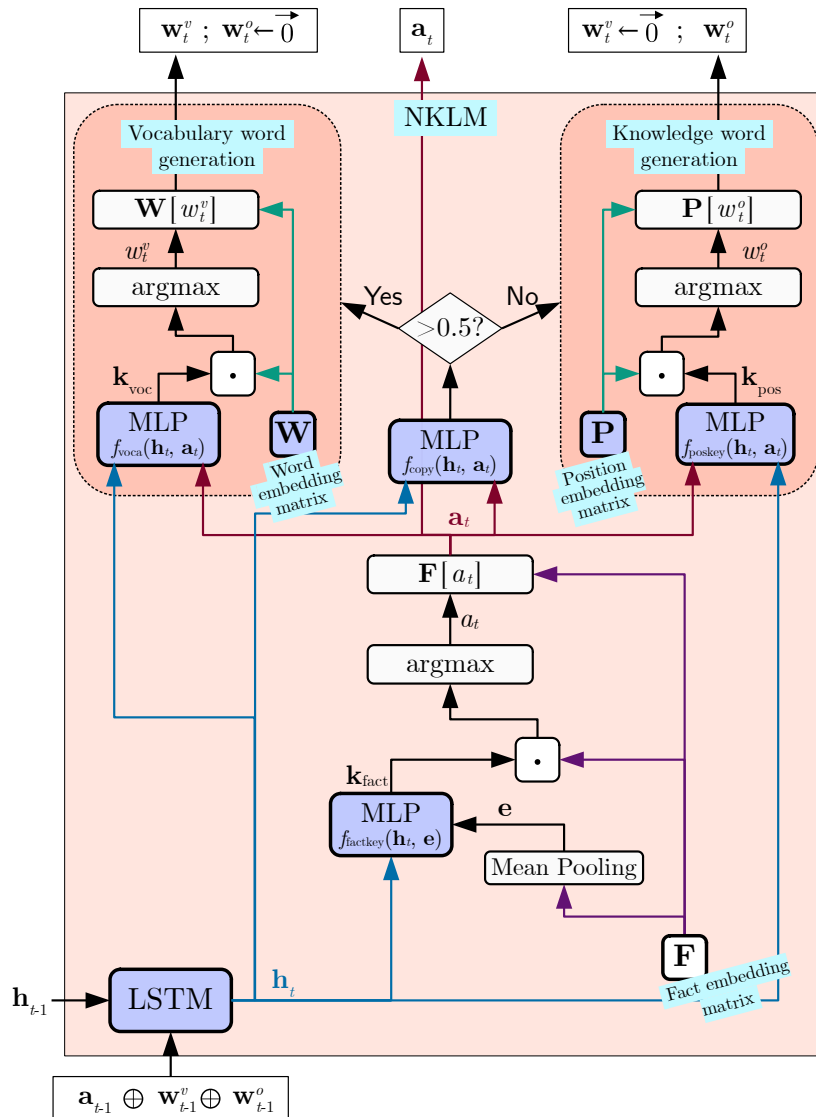 w_t^v ; w_t^o ← 0⃗
a_t
w_t^v ← 0⃗ ; w_t^o
NKLM
Vocabulary word
generation
Knowledge word
generation
W[w_t^v]
P[w_t^o]
w_t^v
w_t^o
argmax
argmax
Yes
No
>0.5?
·
·
k_voc
k_pos
MLP
f_voca(h_t, a_t)
W
Word
embedding
matrix
MLP
f_copy(h_t, a_t)
P
Position
embedding
matrix
MLP
f_poskey(h_t, a_t)
a_t
F[a_t]
a_t
argmax
·
k_fact
MLP
f_factkey(h_t, e)
e
Mean Pooling
F
Fact embedding
matrix
h_t
h_t-1
LSTM
a_t-1 ⊕ w_t-1^v ⊕ w_t-1^o